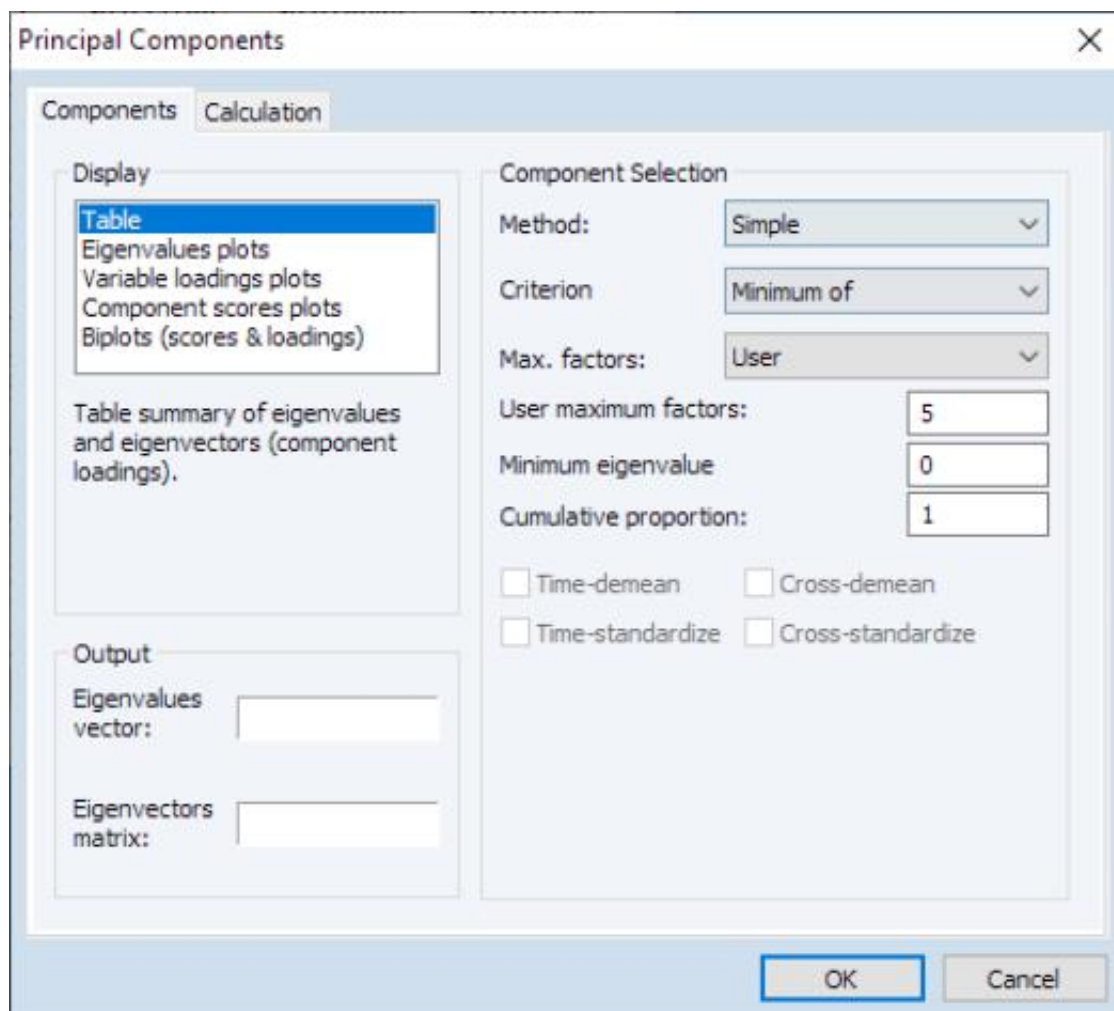 Principal Components
Components
Calculation
Display
Table
Eigenvalues plots
Variable loadings plots
Component scores plots
Biplots (scores & loadings)
Table summary of eigenvalues
and eigenvectors (component
loadings).
Output
Eigenvalues
vector:
Eigenvectors
matrix:
Component Selection
Method: Simple
Criterion Minimum of
Max. factors: User
User maximum factors: 5
Minimum eigenvalue 0
Cumulative proportion: 1
Time-demean Cross-demean
Time-standardize Cross-standardize
OK Cancel